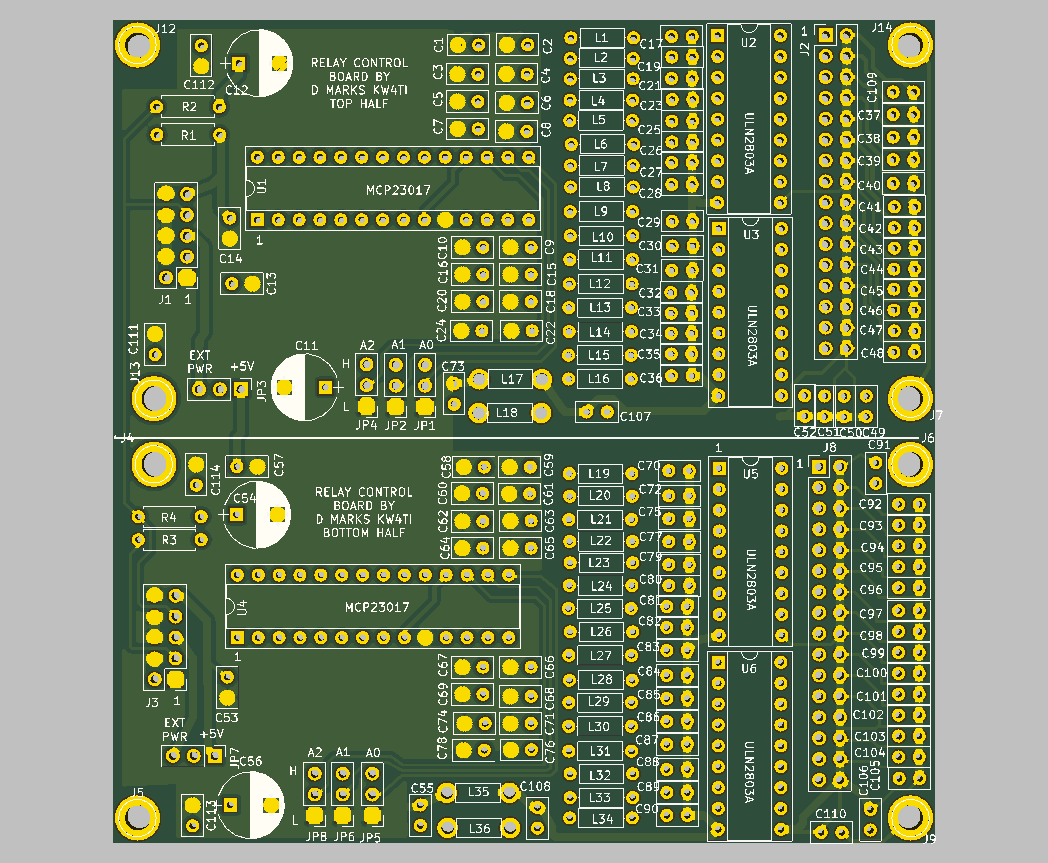 J12
C112
C12
RELAY CONTROL
BOARD BY
D MARKS KW4TI
TOP HALF
R2
R1
C1
C2
C3
C4
C5
C6
C7
C8
L1
L2
L3
L4
L5
L6
L7
L8
L9
L10
L11
L12
L13
L14
L15
L16
C17
C19
C21
C23
C25
C26
C27
C28
C29
C30
C31
C32
C33
C34
C35
C36
U2
ULN2803A
U3
ULN2803A
1
J2
J14
C109
C37
C38
C39
C40
C41
C42
C43
C44
C45
C46
C47
C48
U1
MCP23017
1
C14
C13
J1 1
C10
C9
C16
C15
C20
C18
C24
C22
C111
J13
EXT
PWR
+5V
JP3
C11
A2 A1 A0
H
L
JP4 JP2 JP1
C73
L17
L18
C107
C52
C51
C50
C49
J7
J4
J6
C114
C57
C54
RELAY CONTROL
BOARD BY
D MARKS KW4TI
BOTTOM HALF
R4
R3
C58
C59
C60
C61
C62
C63
C64
C65
L19
L20
L21
L22
L23
L24
L25
L26
L27
L28
L29
L30
L31
L32
L33
L34
C70
C72
C75
C77
C79
C80
C81
C82
C83
C84
C85
C86
C87
C88
C89
C90
1
U5
ULN2803A
U6
ULN2803A
1
J8
C91
C92
C93
C94
C95
C96
C97
C98
C99
C100
C101
C102
C103
C104
C105
C106
C110
U4
MCP23017
1
J3 1
C53
C67
C66
C69
C68
C74
C71
C78
C76
EXT
PWR
+5V
JP7
C56
J5
C113
A2 A1 A0
H
L
JP8 JP6 JP5
C55
L35
L36
C108
J9